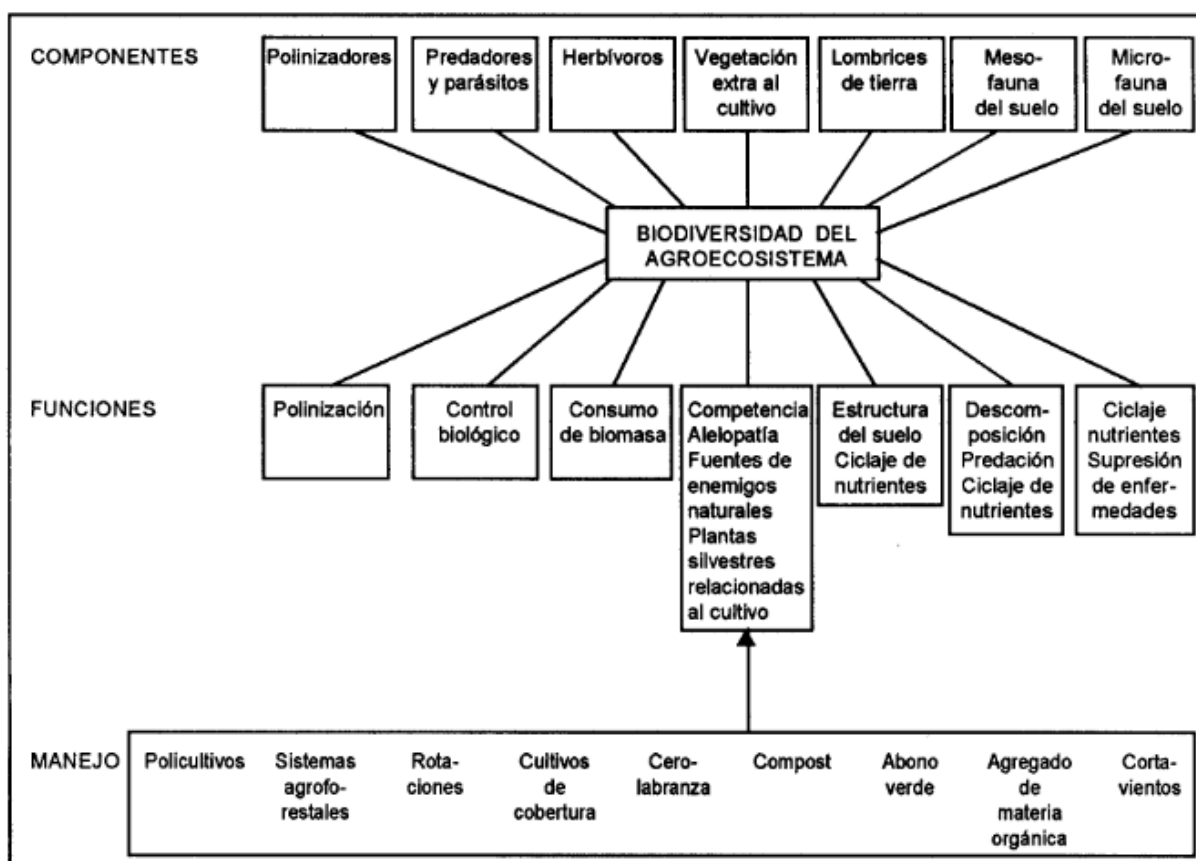 COMPONENTES
Polinizadores
Predadores
y parásitos
Herbívoros
Vegetación
extra al
cultivo
Lombrices
de tierra
Meso-
fauna
del suelo
Micro-
fauna
del suelo
BIODIVERSIDAD DEL
AGROECOSISTEMA
FUNCIONES
Polinización
Control
biológico
Consumo
de biomasa
Competencia
Alelopatía
Fuentes de
enemigos
naturales
Plantas
silvestres
relacionadas
al cultivo
Estructura
del suelo
Ciclaje de
nutrientes
Descom-
posición
Predación
Ciclaje de
nutrientes
Ciclaje
nutrientes
Supresión
de enfer-
medades
MANEJO
Policultivos
Sistemas
agrofo-
restales
Rota-
ciones
Cultivos
de
cobertura
Cero-
labranza
Compost
Abono
verde
Agregado
de
materia
orgánica
Corta-
vientos